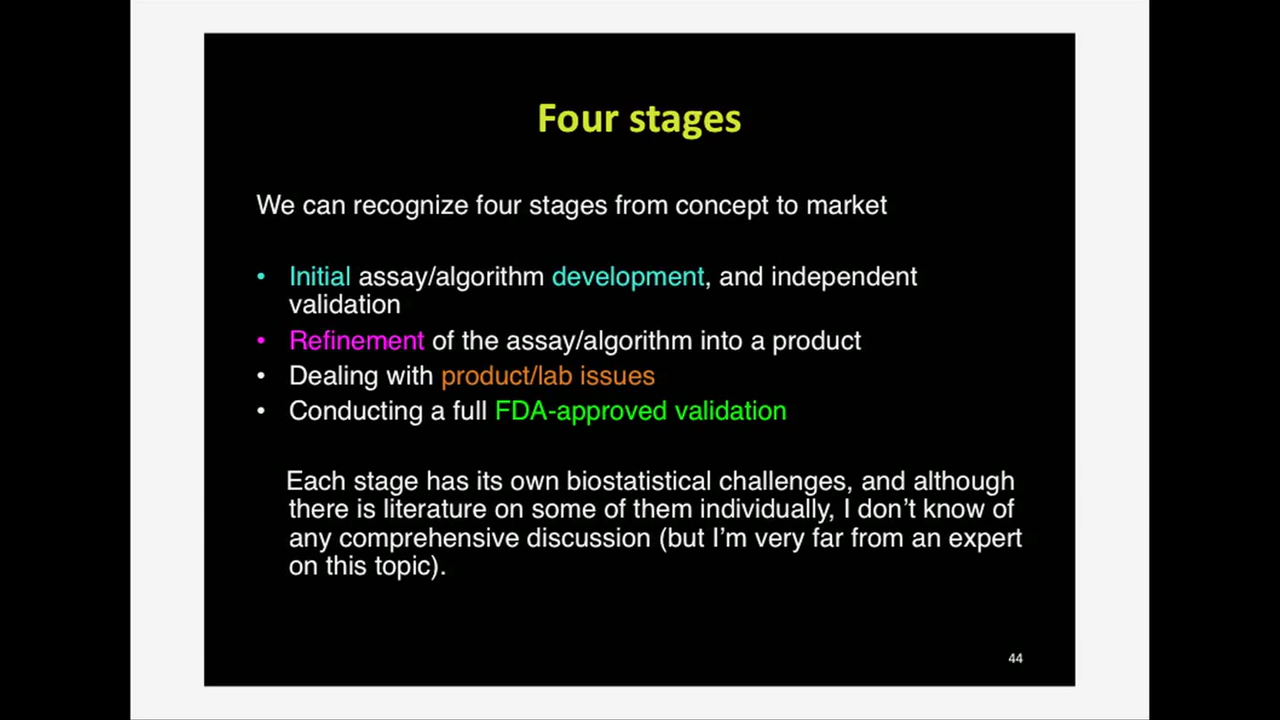 Four stages
We can recognize four stages from concept to market
• Initial assay/algorithm development, and independent
validation
• Refinement of the assay/algorithm into a product
• Dealing with product/lab issues
• Conducting a full FDA-approved validation
Each stage has its own biostatistical challenges, and although
there is literature on some of them individually, I don’t know of
any comprehensive discussion (but I’m very far from an expert
on this topic).
44